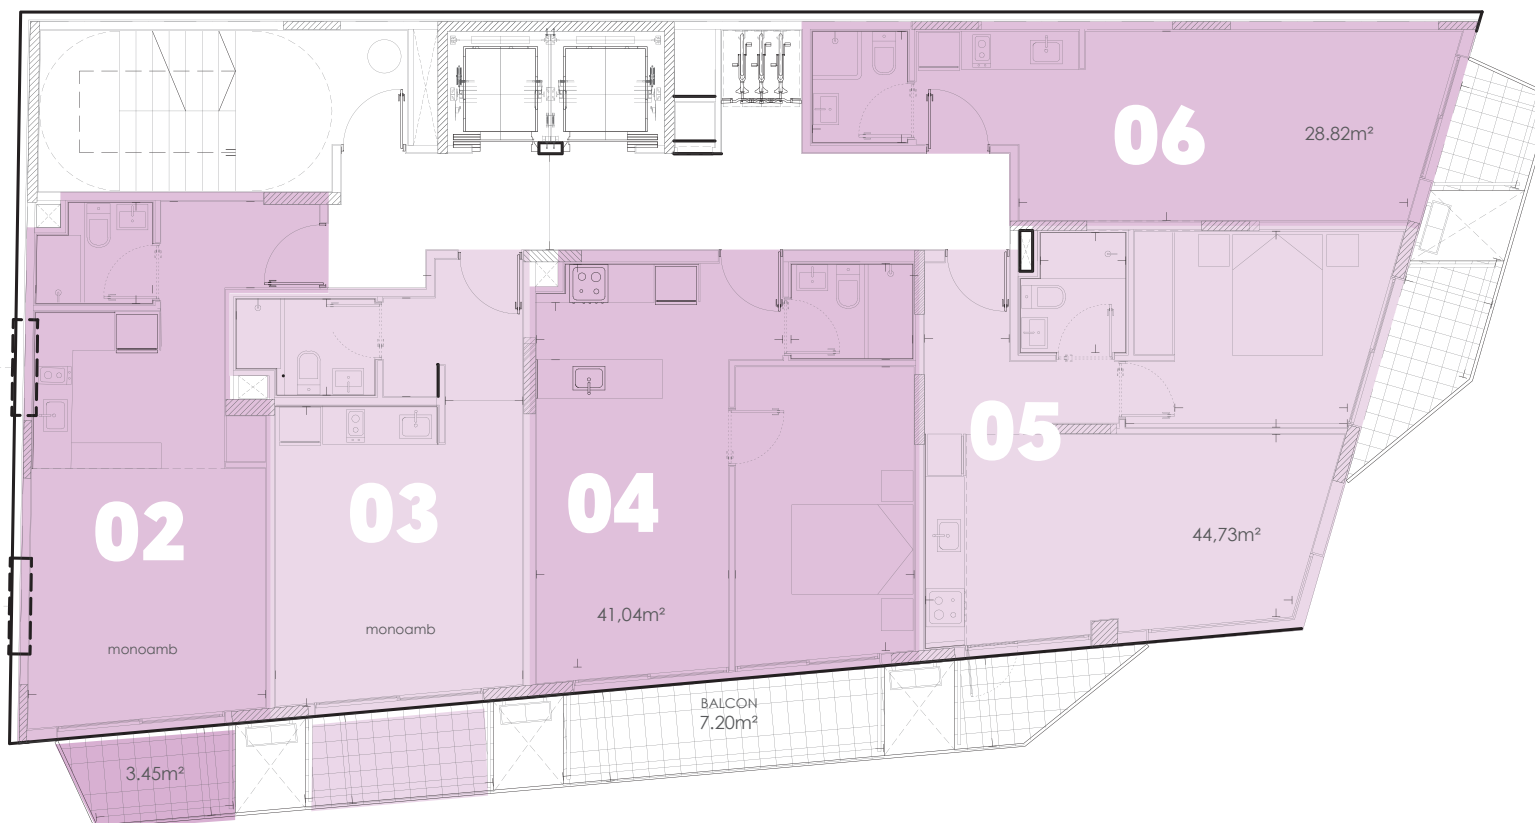 06
28.82m²
05
44,73m²
04
41,04m²
03
monoamb
02
monoamb
BALCON
7.20m²
3.45m²